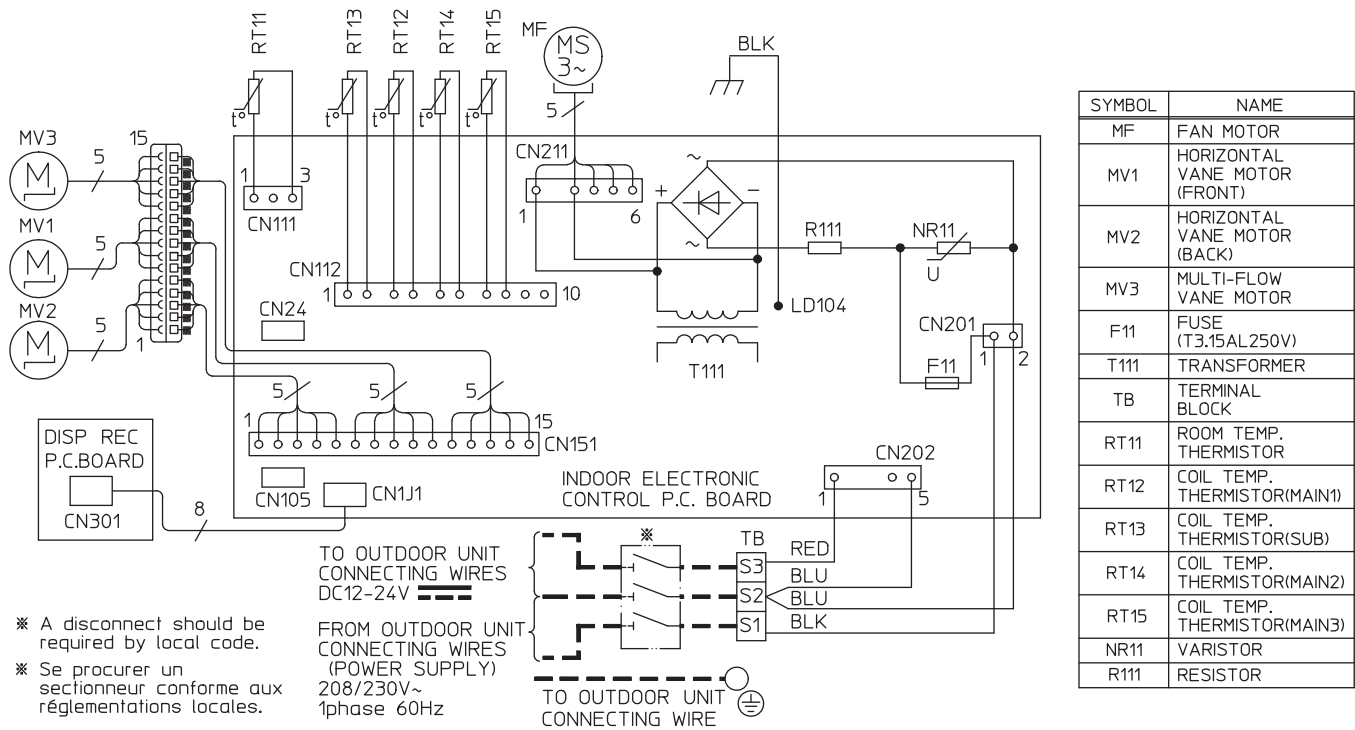 RT11
RT13
RT12
RT14
RT15
MF
MS
3~
BLK
t°
t°
t°
t°
t°
5
MV3
15
5
MV1
5
MV2
5
1
1
3
CN111
CN211
1
6
~
+
−
~
R111
NR11
U
CN112
1
10
CN24
LD104
T111
CN201
1
2
F11
5
5
5
1
15
CN151
CN105
CN1J1
INDOOR ELECTRONIC
CONTROL P.C. BOARD
CN202
1
5
DISP REC
P.C.BOARD
CN301
8
TO OUTDOOR UNIT
CONNECTING WIRES
DC12-24V
FROM OUTDOOR UNIT
CONNECTING WIRES
(POWER SUPPLY)
208/230V~
1phase 60Hz
※
TB
S3
S2
S1
RED
BLU
BLU
BLK
TO OUTDOOR UNIT
CONNECTING WIRE
※ A disconnect should be
required by local code.
※ Se procurer un
sectionneur conforme aux
réglementations locales.
SYMBOL NAME
MF FAN MOTOR
MV1 HORIZONTAL
VANE MOTOR
(FRONT)
MV2 HORIZONTAL
VANE MOTOR
(BACK)
MV3 MULTI-FLOW
VANE MOTOR
F11 FUSE
(T3.15AL250V)
T111 TRANSFORMER
TB TERMINAL
BLOCK
RT11 ROOM TEMP.
THERMISTOR
RT12 COIL TEMP.
THERMISTOR(MAIN1)
RT13 COIL TEMP.
THERMISTOR(SUB)
RT14 COIL TEMP.
THERMISTOR(MAIN2)
RT15 COIL TEMP.
THERMISTOR(MAIN3)
NR11 VARISTOR
R111 RESISTOR
M
M
M